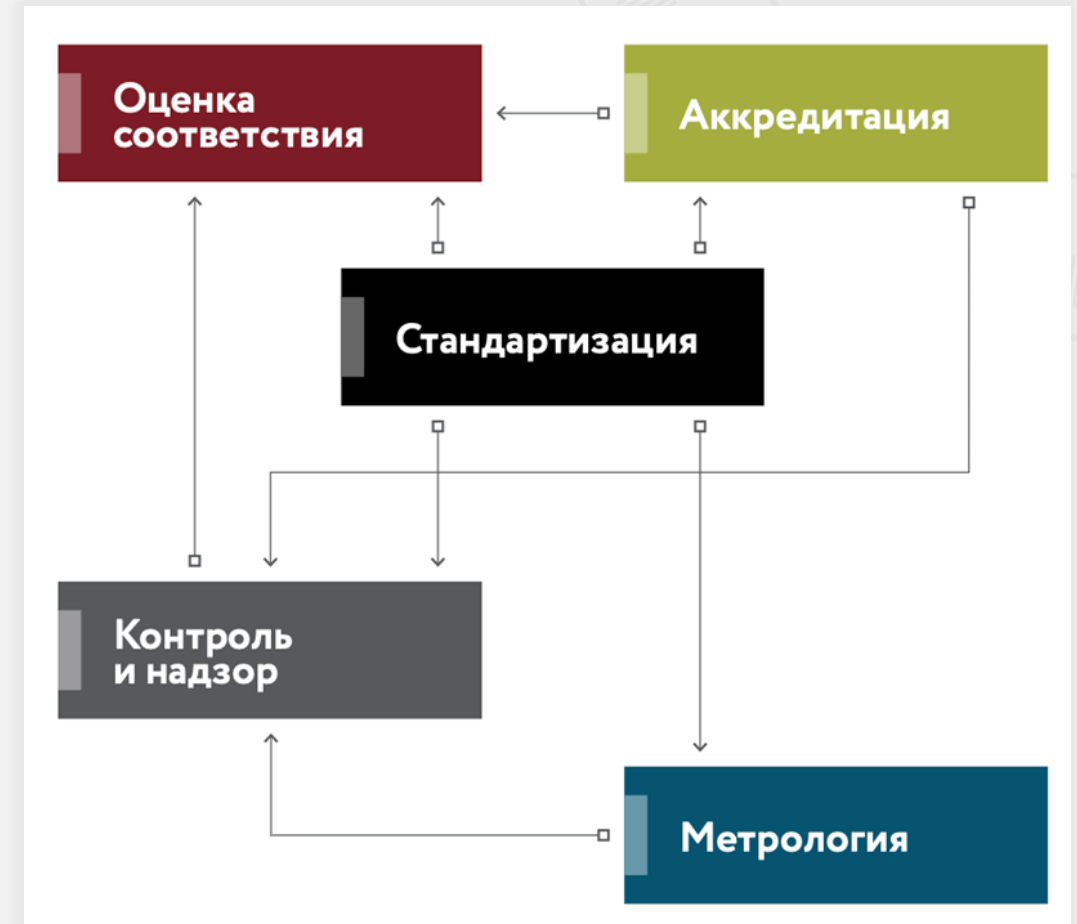 Оценка
соответствия
Аккредитация
Стандартизация
Контроль
и надзор
Метрология